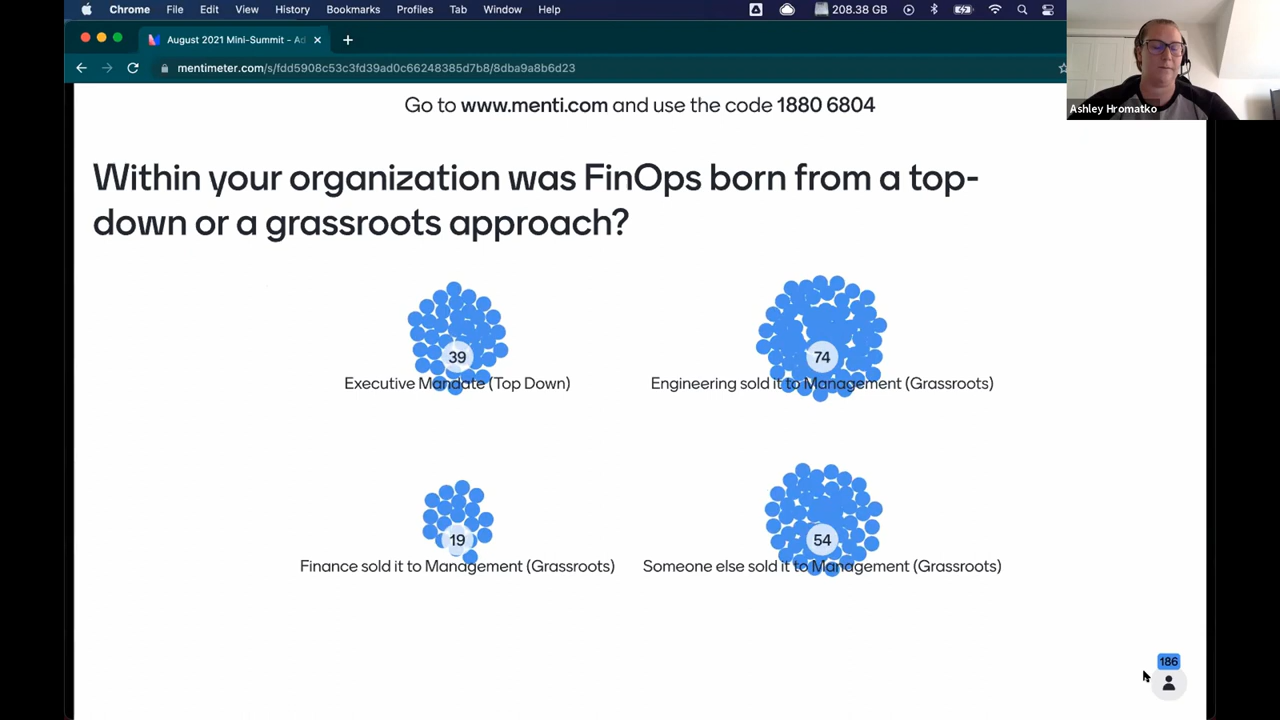 Chrome File Edit View History Bookmarks Profiles Tab Window Help 208.38 GB
August 2021 Mini-Summit - Ad
mentimeter.com/s/fdd5908c53c3fd39ad0c66248385d7b8/8dba9a8b6d23
Ashley Hromatko
Go to www.menti.com and use the code 1880 6804
Within your organization was FinOps born from a top-
down or a grassroots approach?
39
Executive Mandate (Top Down)
74
Engineering sold it to Management (Grassroots)
19
Finance sold it to Management (Grassroots)
54
Someone else sold it to Management (Grassroots)
186